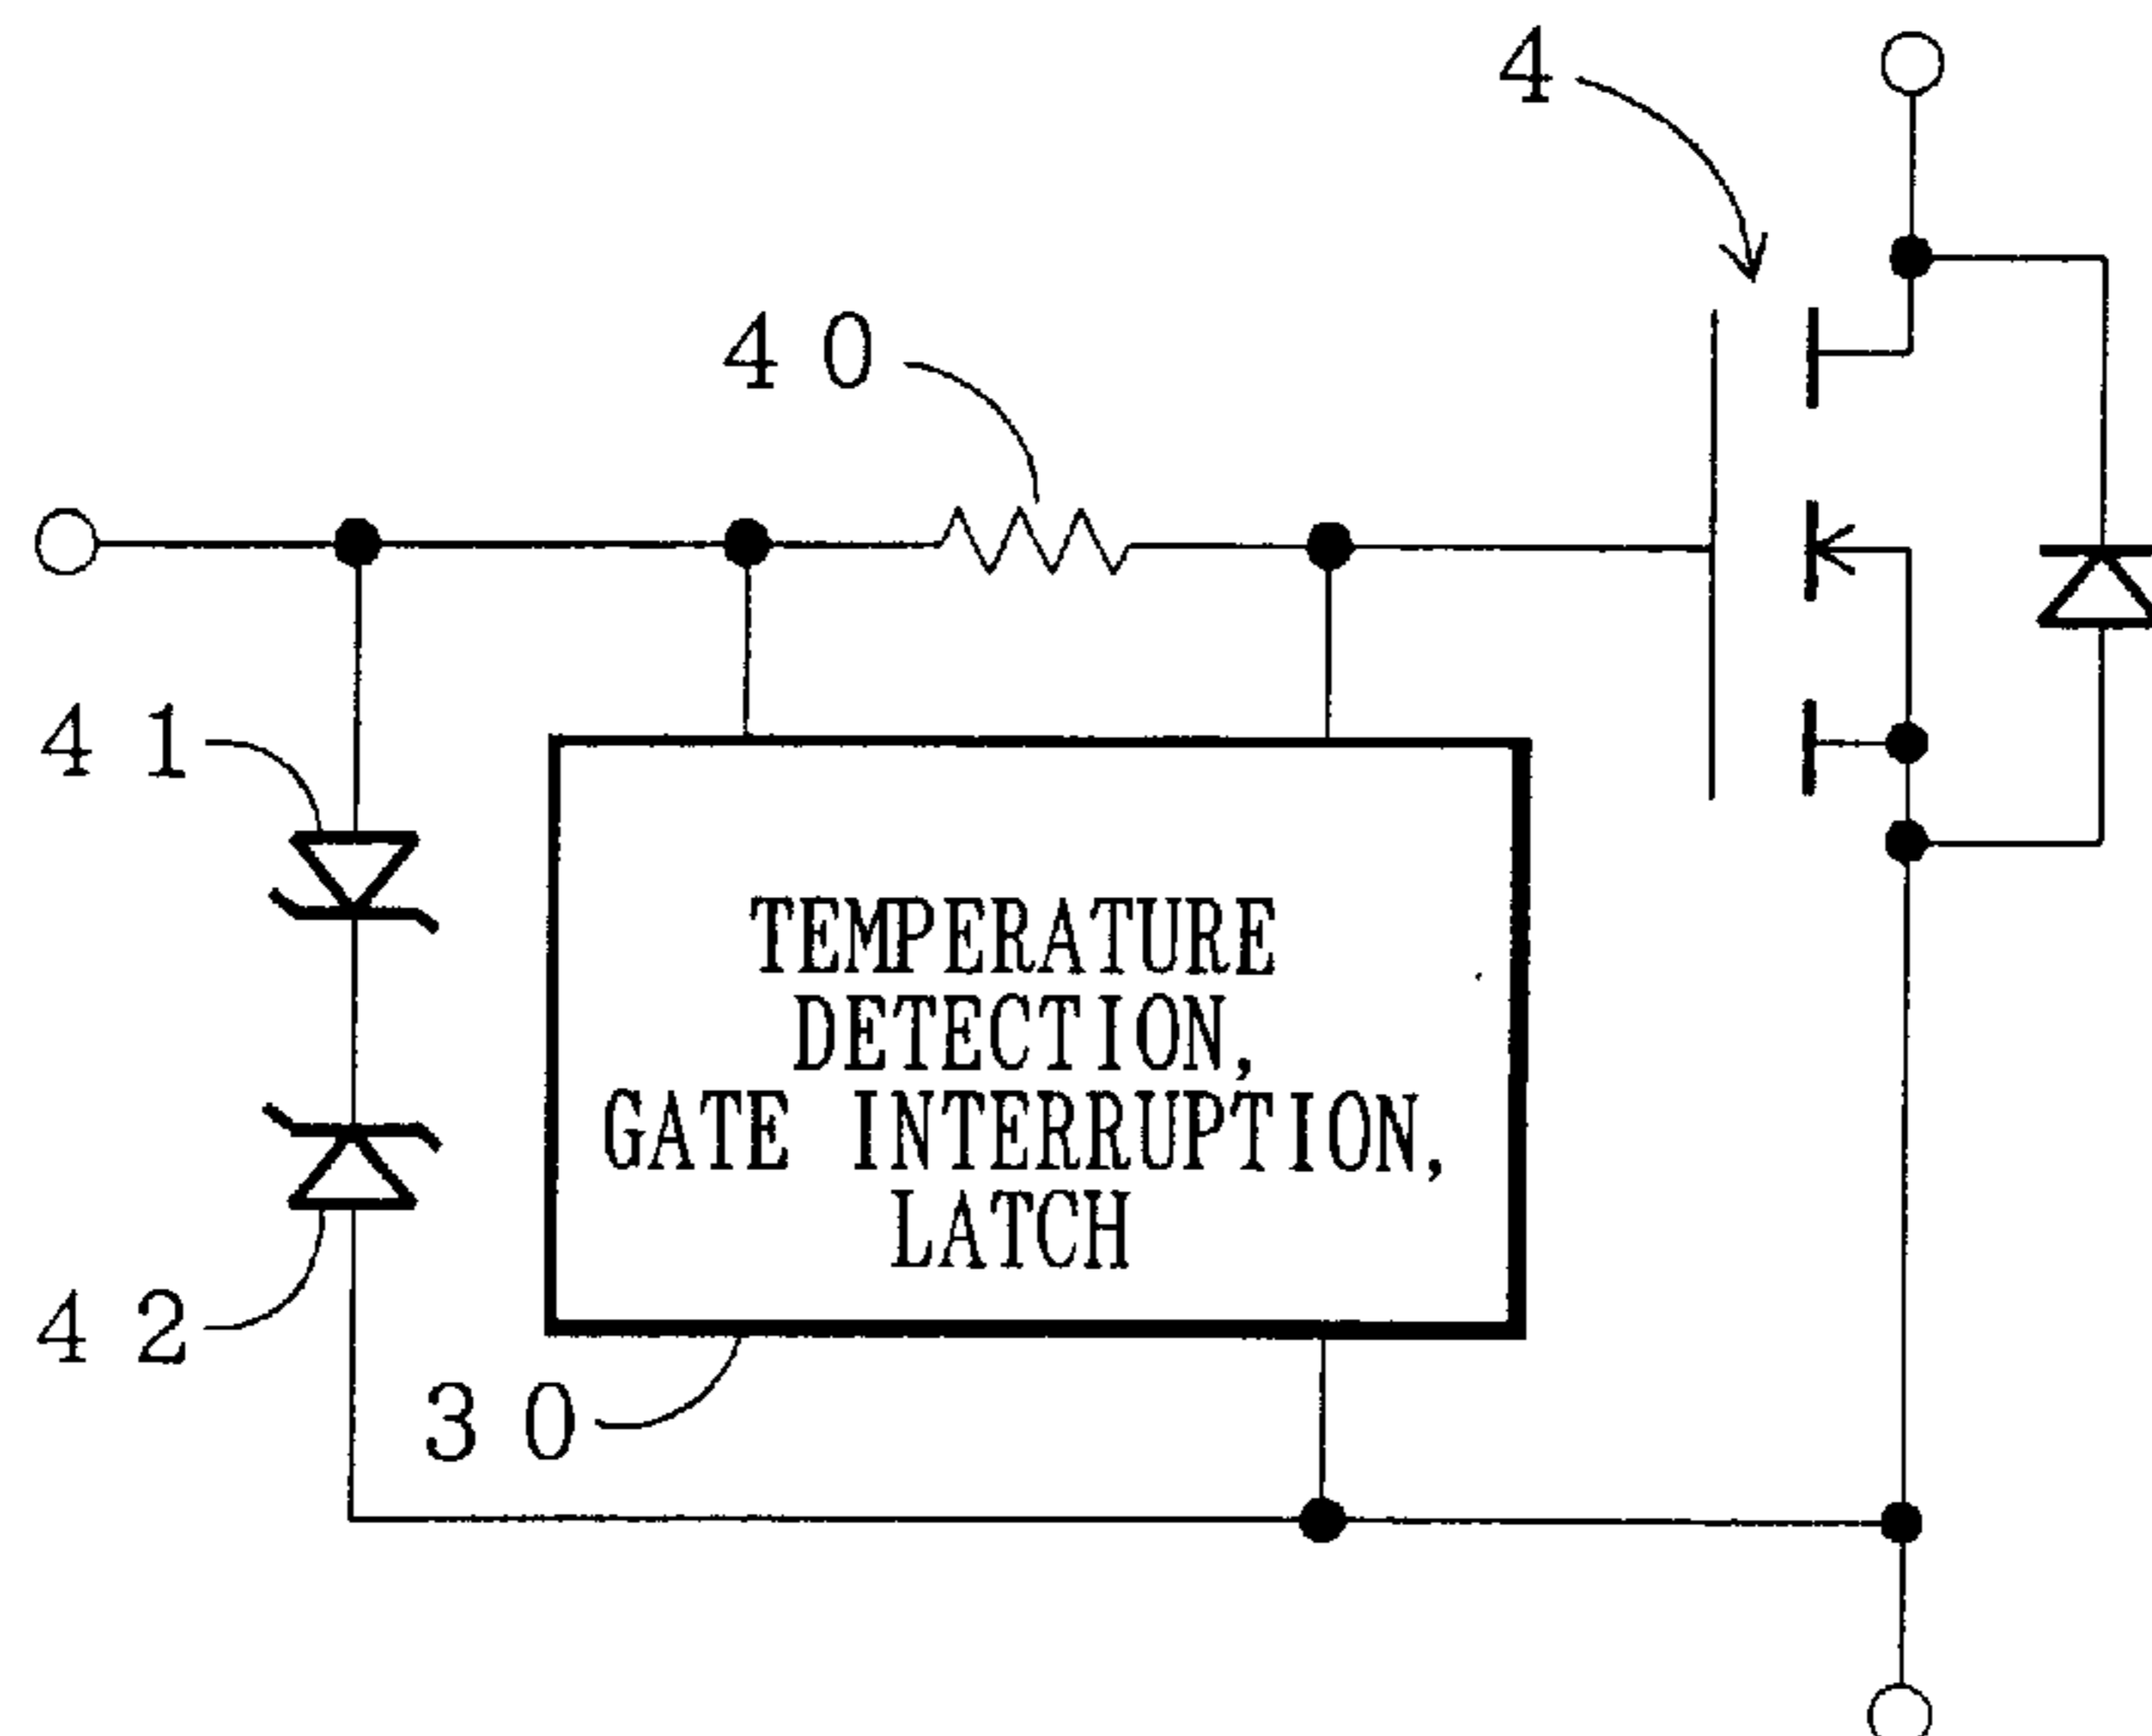 4
40
41
TEMPERATURE
DETECTION,
GATE INTERRUPTION,
LATCH
42
30